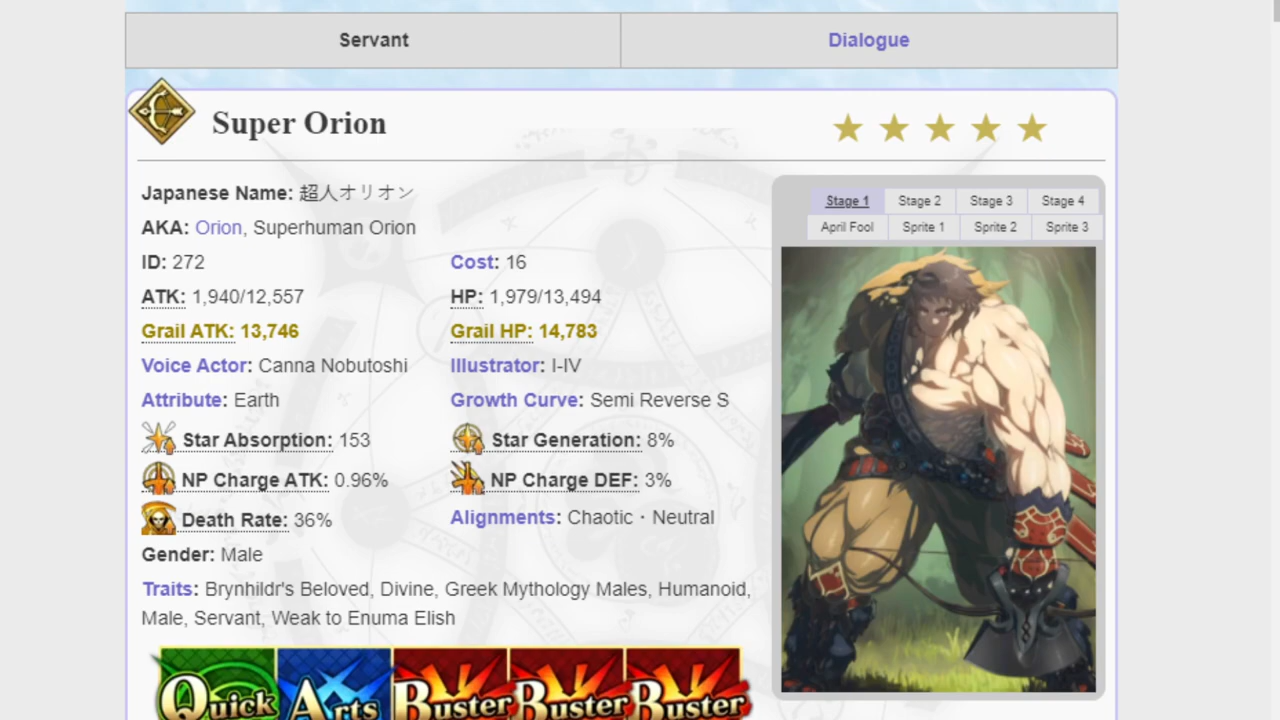 Servant
Dialogue
Super Orion
Japanese Name: 超人オリオン
AKA: Orion, Superhuman Orion
ID: 272
Cost: 16
ATK: 1,940/12,557
HP: 1,979/13,494
Grail ATK: 13,746
Grail HP: 14,783
Voice Actor: Canna Nobutoshi
Illustrator: I-IV
Attribute: Earth
Growth Curve: Semi Reverse S
Star Absorption: 153
Star Generation: 8%
NP Charge ATK: 0.96%
NP Charge DEF: 3%
Death Rate: 36%
Alignments: Chaotic・Neutral
Gender: Male
Traits: Brynhildr's Beloved, Divine, Greek Mythology Males, Humanoid,
Male, Servant, Weak to Enuma Elish
Quick Arts Buster Buster Buster
Stage 1 Stage 2 Stage 3 Stage 4
April Fool Sprite 1 Sprite 2 Sprite 3